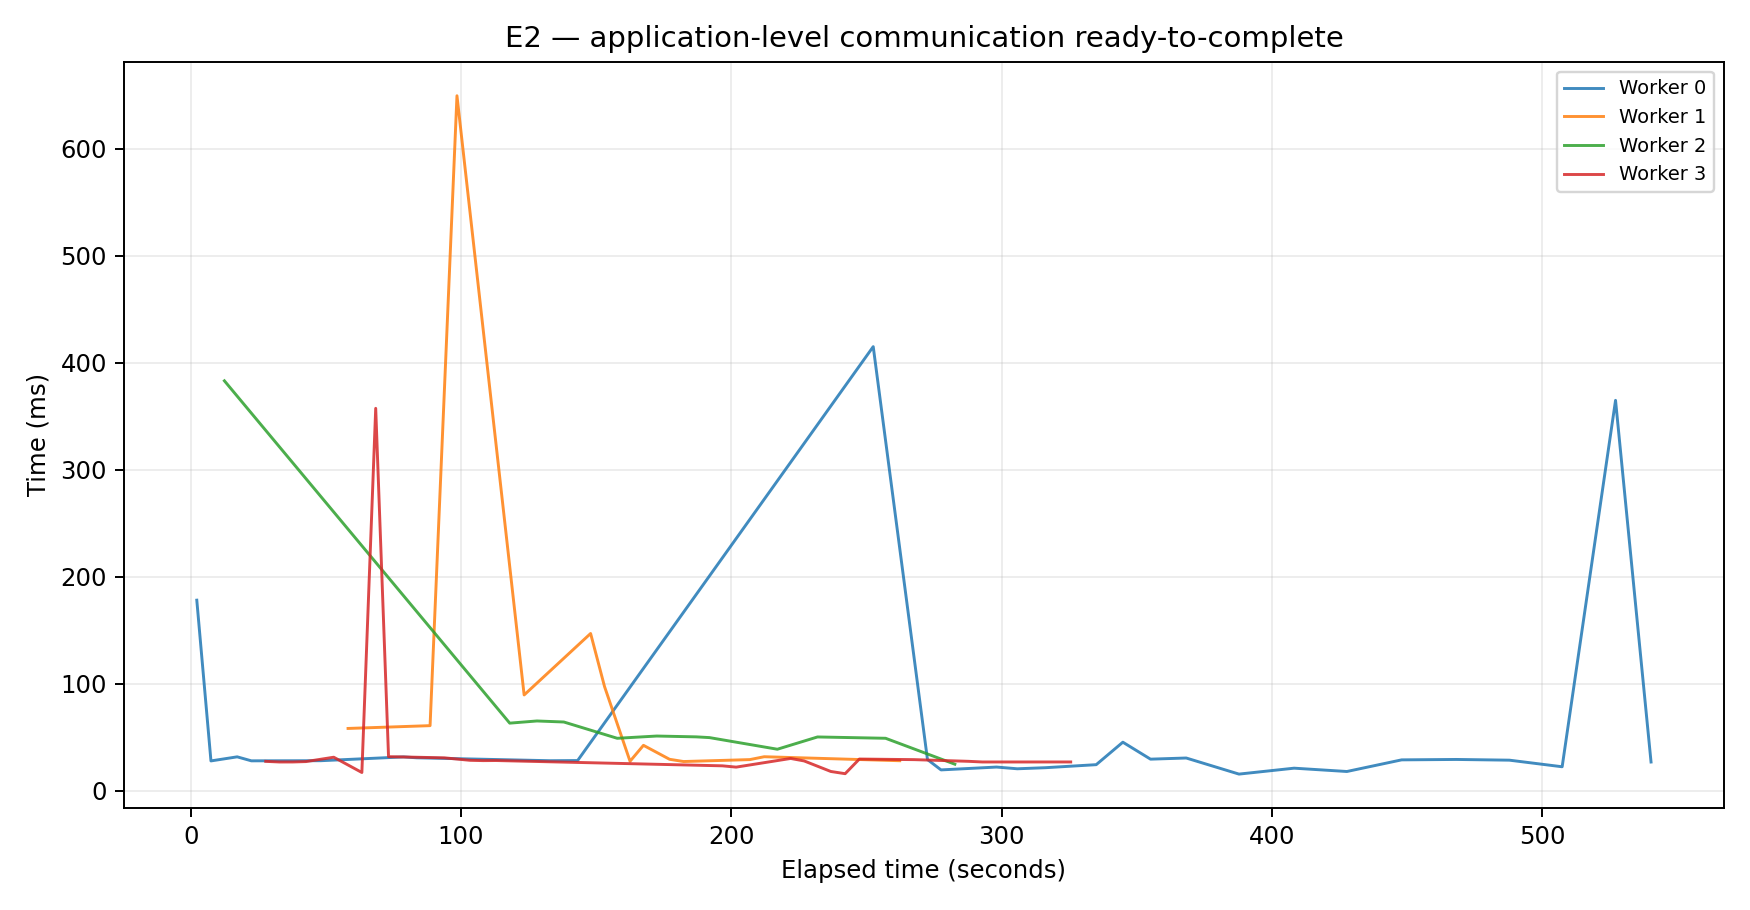 E2 — application-level communication ready-to-complete
Worker 0
Worker 1
Worker 2
Worker 3
600
500
400
300
200
100
0
Time (ms)
0 100 200 300 400 500
Elapsed time (seconds)